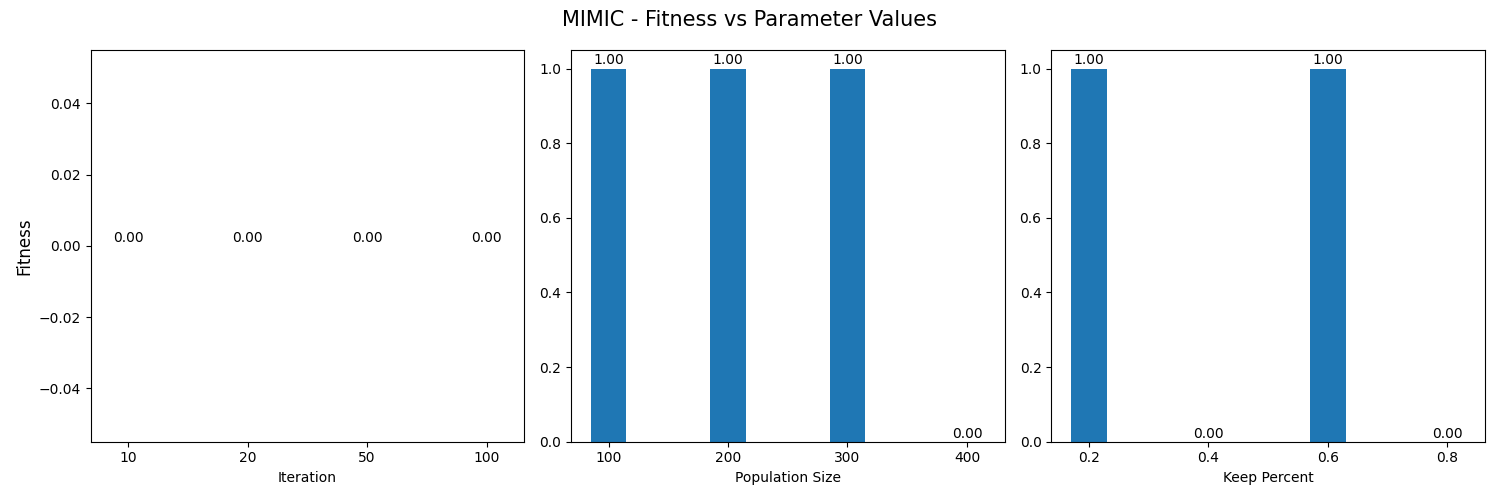 MIMIC - Fitness vs Parameter Values
Fitness
0.04
0.02
0.00
−0.02
−0.04
0.00 0.00 0.00 0.00
10 20 50 100
Iteration
1.0
0.8
0.6
0.4
0.2
0.0
1.00 1.00 1.00 0.00
100 200 300 400
Population Size
1.0
0.8
0.6
0.4
0.2
0.0
1.00 0.00 1.00 0.00
0.2 0.4 0.6 0.8
Keep Percent